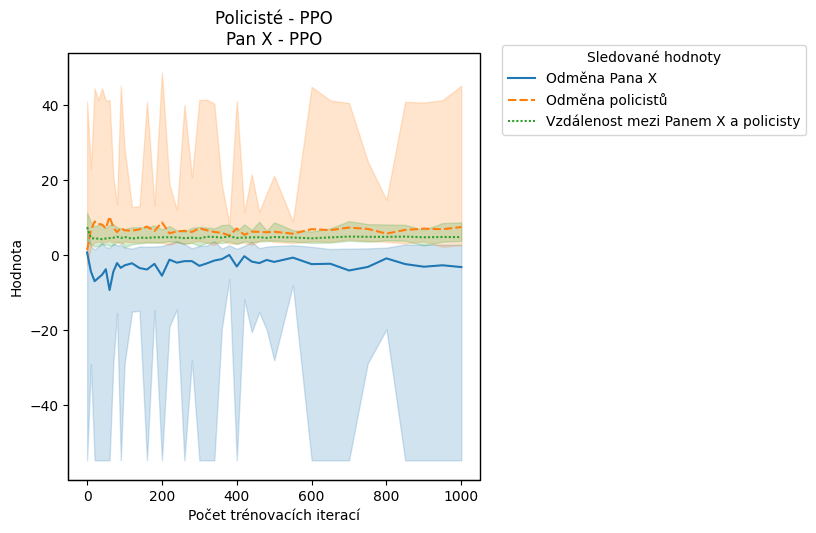 Policisté - PPO
Pan X - PPO
Sledované hodnoty
Odměna Pana X
Odměna policistů
Vzdálenost mezi Panem X a policisty
Hodnota
40
20
0
−20
−40
0 200 400 600 800 1000
Počet trénovacích iterací